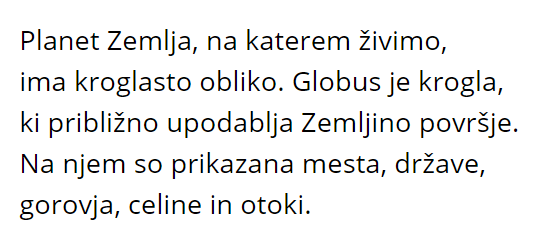 Planet Zemlja, na katerem živimo,
ima kroglasto obliko. Globus je krogla,
ki približno upodablja Zemljino površje.
Na njem so prikazana mesta, države,
gorovja, celine in otoki.